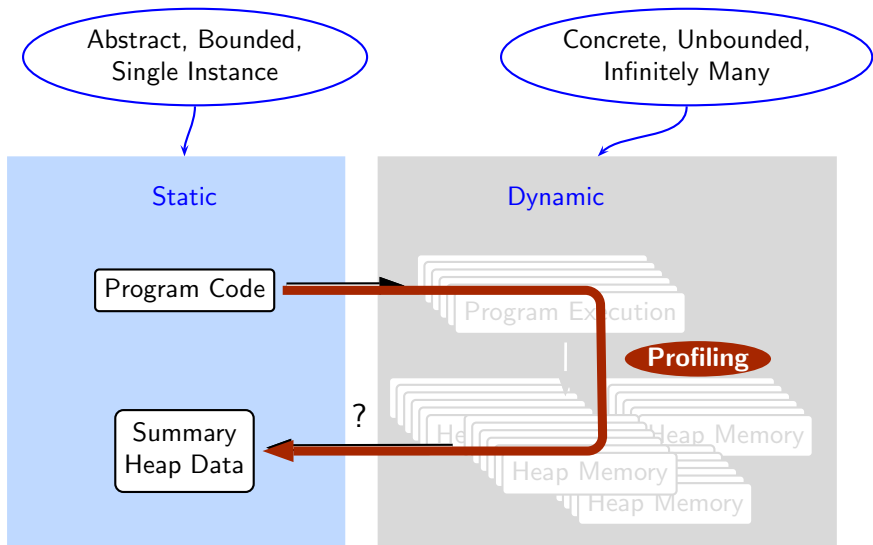 Abstract, Bounded,
Single Instance
Concrete, Unbounded,
Infinitely Many
Static
Dynamic
Program Code
Program Execution
Profiling
?
Summary
Heap Data
He
Heap Memory
Heap Memory
Heap Memory